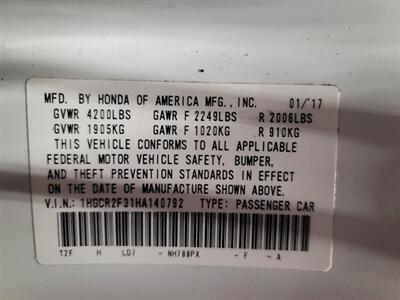 MFD. BY HONDA OF AMERICA MFG., INC. 01/'17
GVWR 4200LBS GAWR F 2249LBS R 2006LBS
GVWR 1905KG GAWR F 1020KG R 910KG
THIS VEHICLE CONFORMS TO ALL APPLICABLE
FEDERAL MOTOR VEHICLE SAFETY, BUMPER,
AND THEFT PREVENTION STANDARDS IN EFFECT
ON THE DATE OF MANUFACTURE SHOWN ABOVE.
V.I.N.: 1HGCR2F31HA140792 TYPE: PASSENGER CAR
T2F H LD7 - NH788PX - F - A